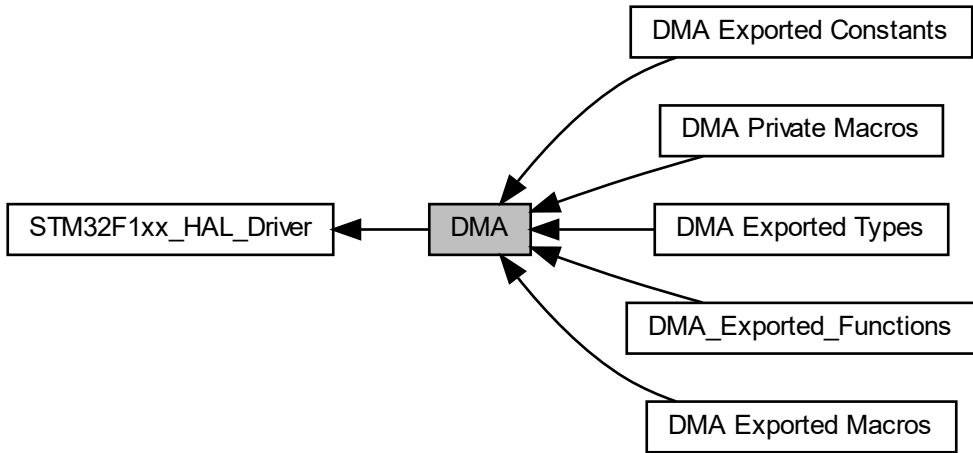 DMA Exported Constants
DMA Private Macros
STM32F1xx_HAL_Driver
DMA
DMA Exported Types
DMA_Exported_Functions
DMA Exported Macros